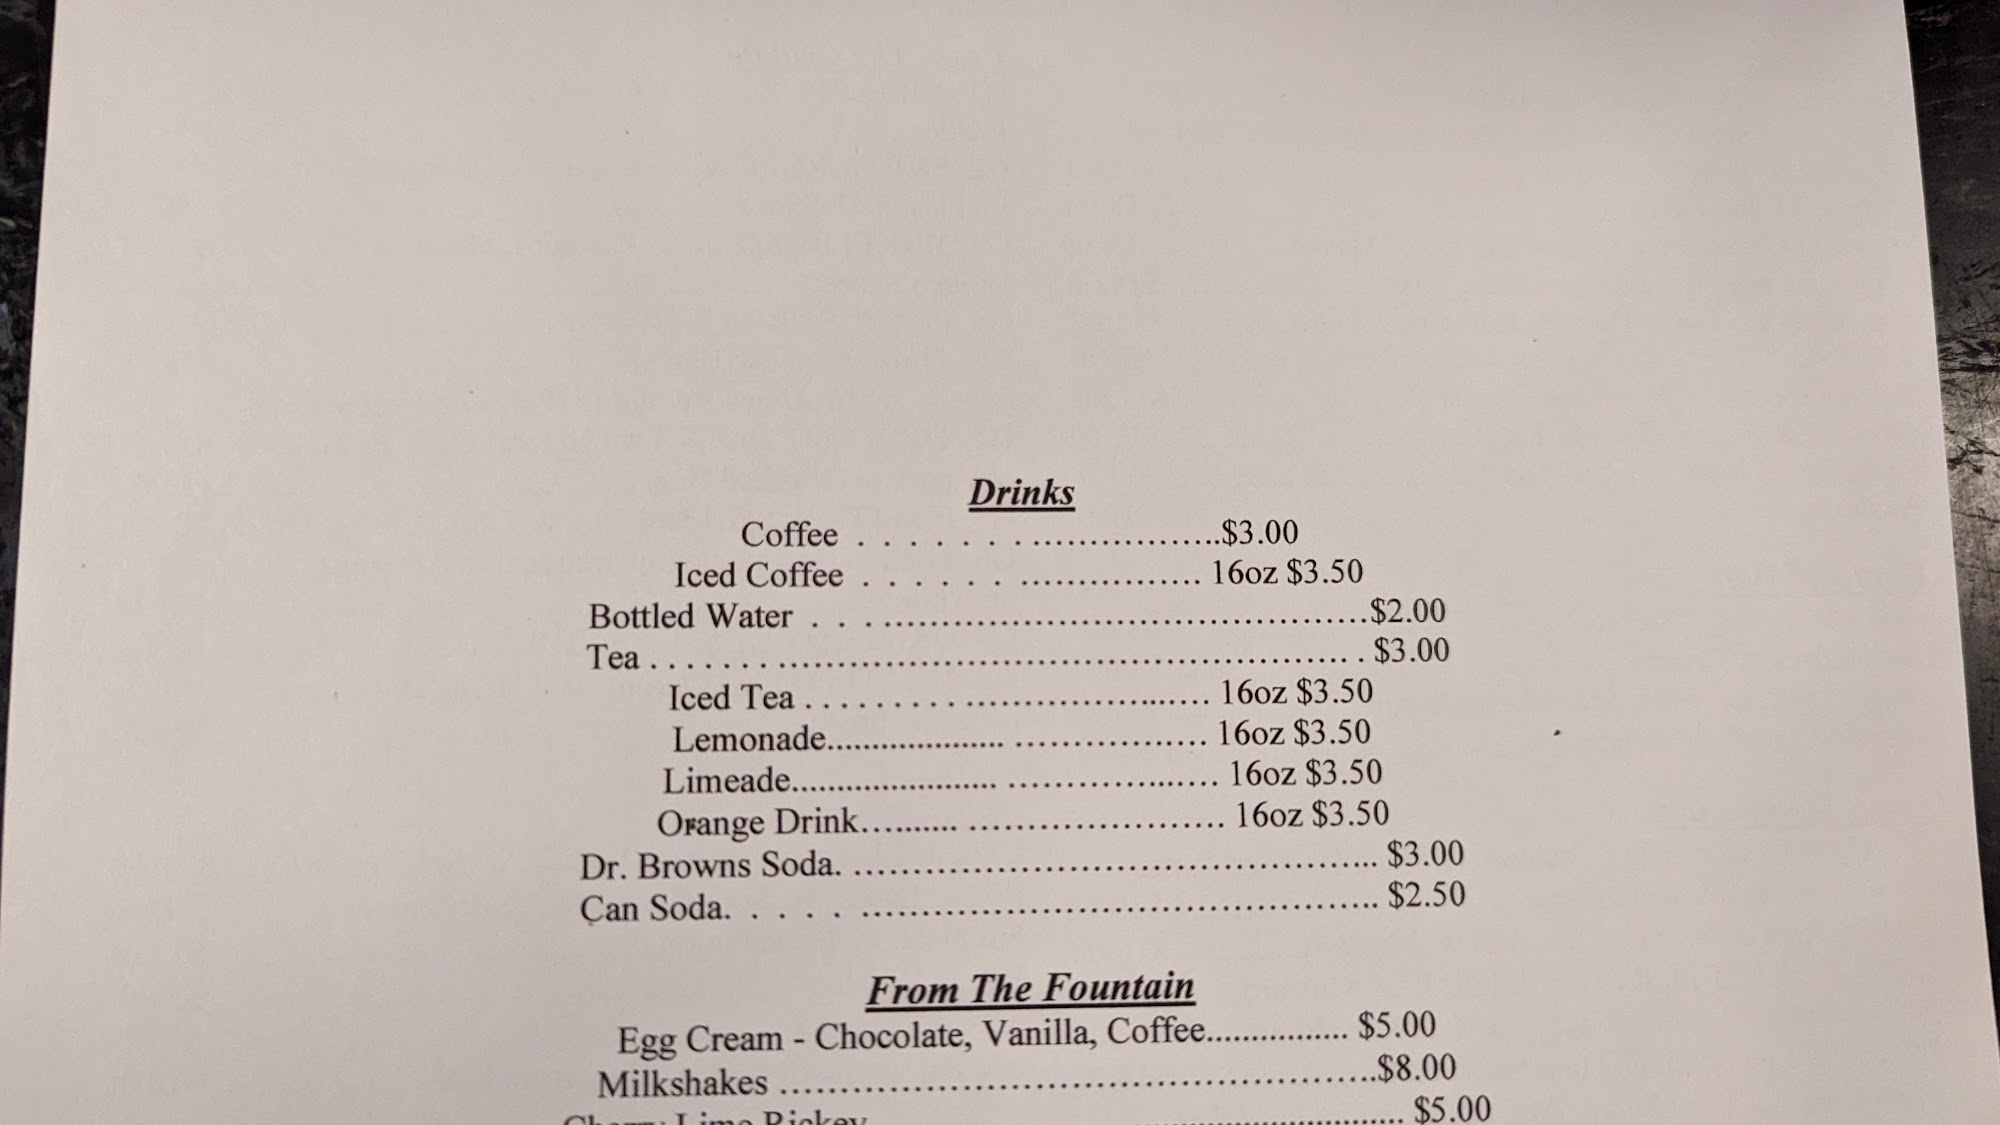 Drinks
Coffee . . . . . . . ...................$3.00
Iced Coffee . . . . . . .................. 16oz $3.50
Bottled Water . . . .................................................$2.00
Tea . . . . . . . ........................................................... . $3.00
Iced Tea . . . . . . . . . ......................... 16oz $3.50
Lemonade...................... ................... 16oz $3.50
Limeade.......................... ..................... 16oz $3.50
Orange Drink........... ......................... 16oz $3.50
Dr. Browns Soda. ..................................................... $3.00
Can Soda. . . . . .................................................... $2.50
From The Fountain
Egg Cream - Chocolate, Vanilla, Coffee............... $5.00
Milkshakes ............................................................$8.00
Cherry Lime Rickey ........................ $5.00